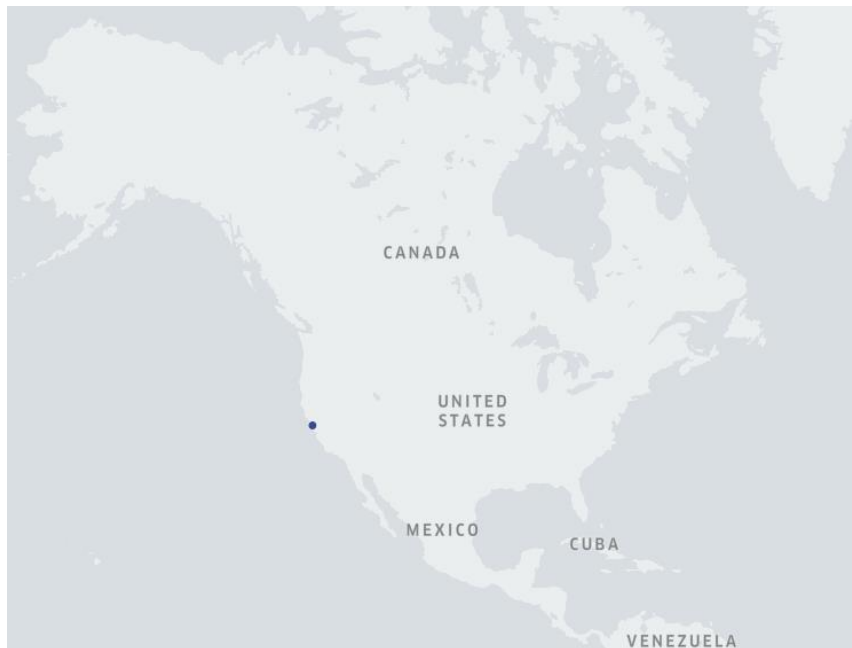 CANADA
UNITED
STATES
MEXICO
CUBA
VENEZUELA